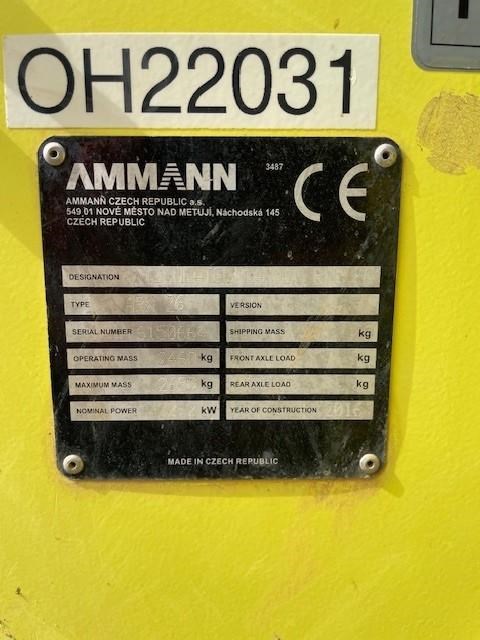 OH22031
AMMANN
3487
CE
AMMANN CZECH REPUBLIC a.s.
549 01 NOVÉ MĚSTO NAD METUJÍ, Náchodská 145
CZECH REPUBLIC
DESIGNATION
TYPE VERSION
SERIAL NUMBER SHIPPING MASS kg
OPERATING MASS kg FRONT AXLE LOAD kg
MAXIMUM MASS kg REAR AXLE LOAD kg
NOMINAL POWER kW YEAR OF CONSTRUCTION 2016
MADE IN CZECH REPUBLIC